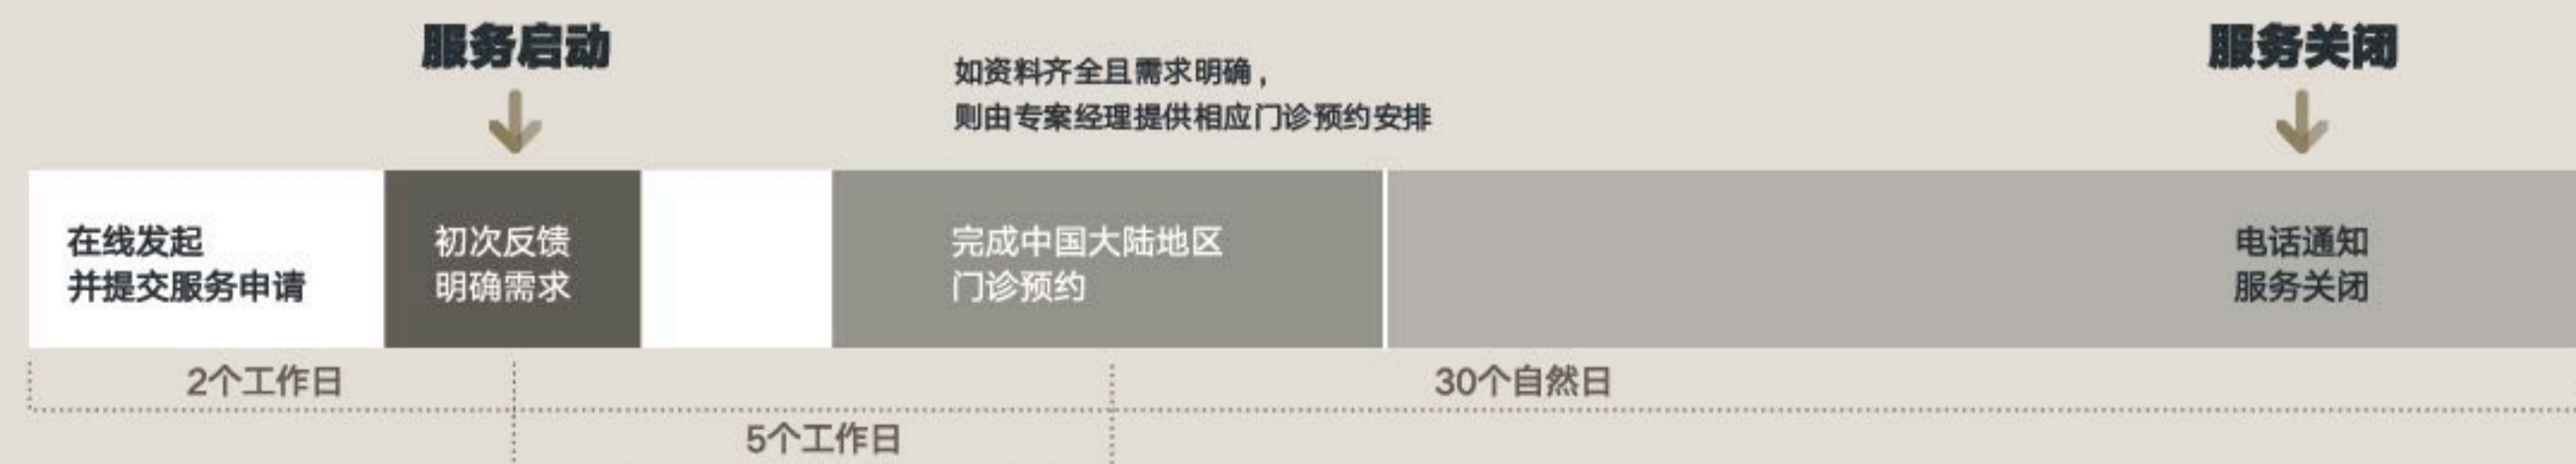 服务启动
服务关闭
如资料齐全且需求明确，
则由专案经理提供相应门诊预约安排
在线发起
并提交服务申请
初次反馈
明确需求
完成中国大陆地区
门诊预约
电话通知
服务关闭
2个工作日
30个自然日
5个工作日